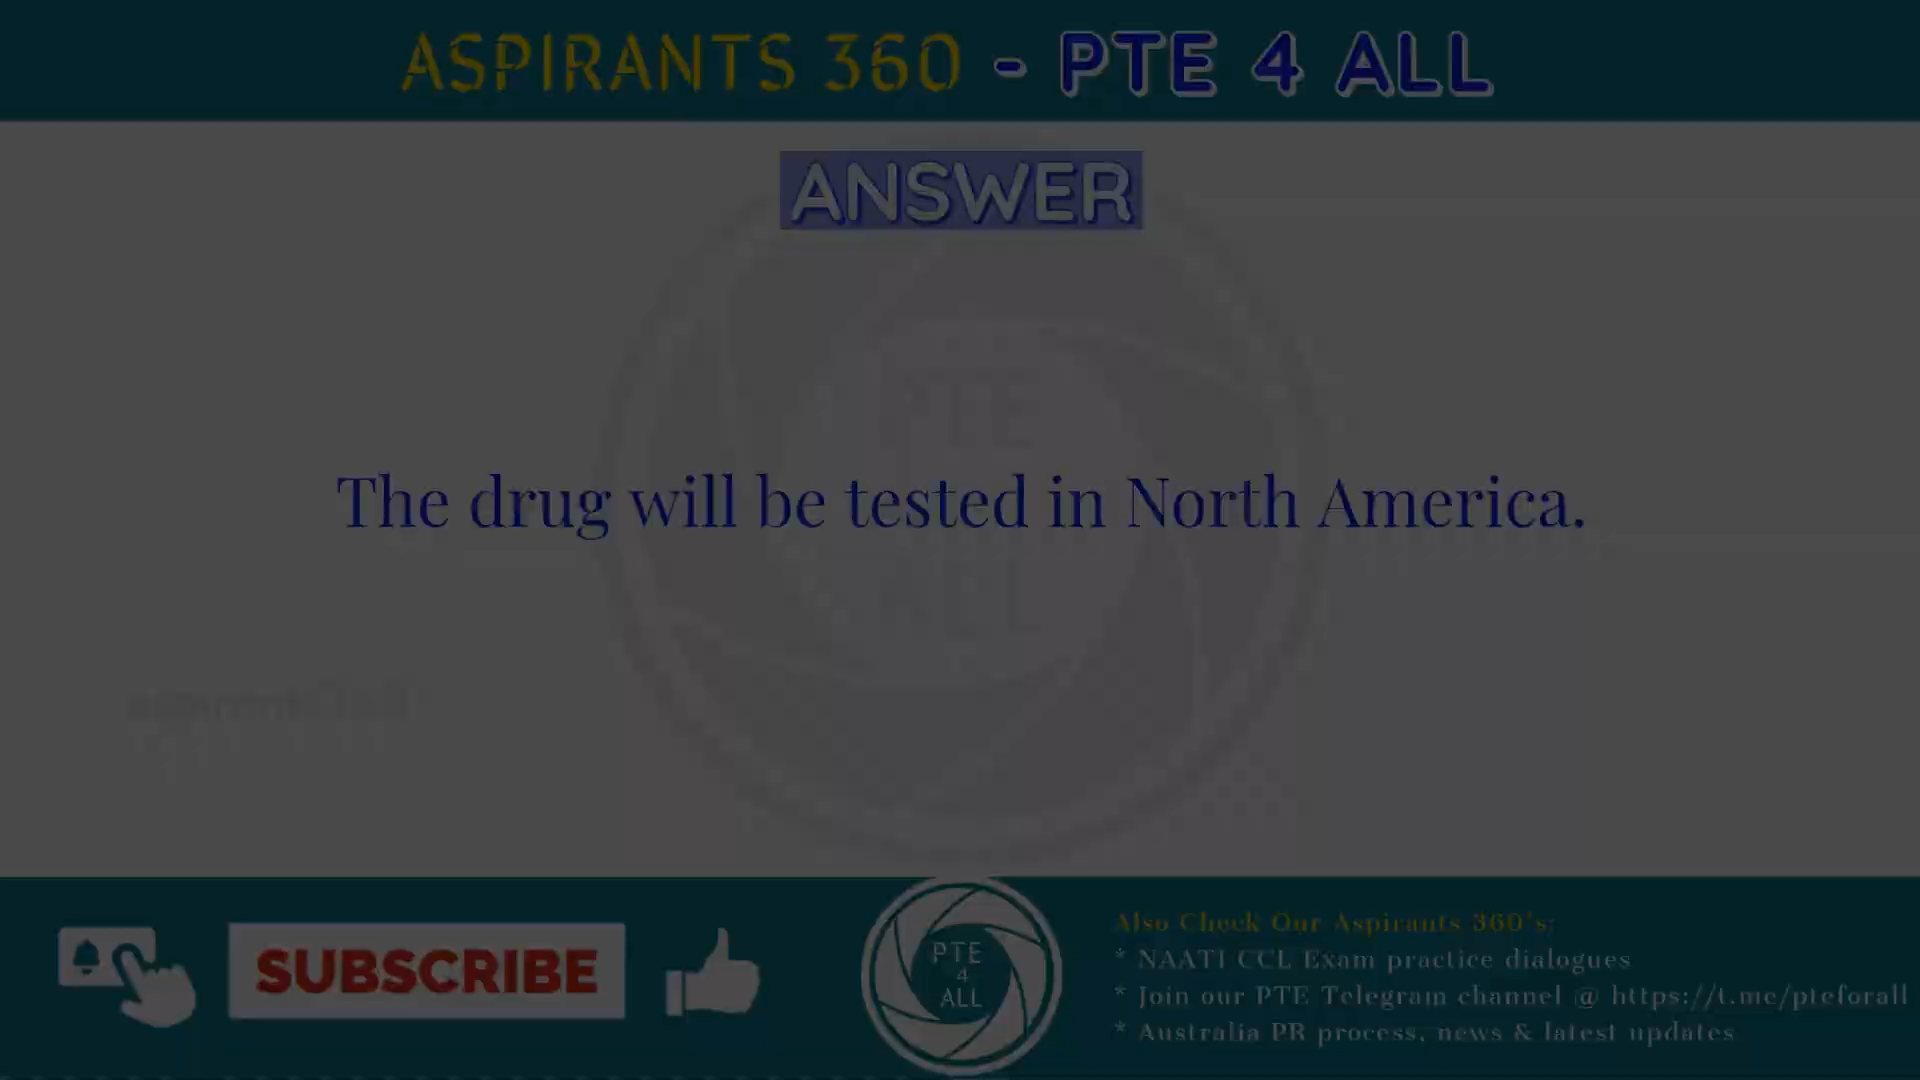 ASPIRANTS 360 - PTE 4 ALL
ANSWER
The drug will be tested in North America.
SUBSCRIBE
PTE
4
ALL
Also Check Our Aspirants 360's:
* NAATI CCL Exam practice dialogues
* Join our PTE Telegram channel @ https://t.me/pteforall
* Australia PR process, news & latest updates